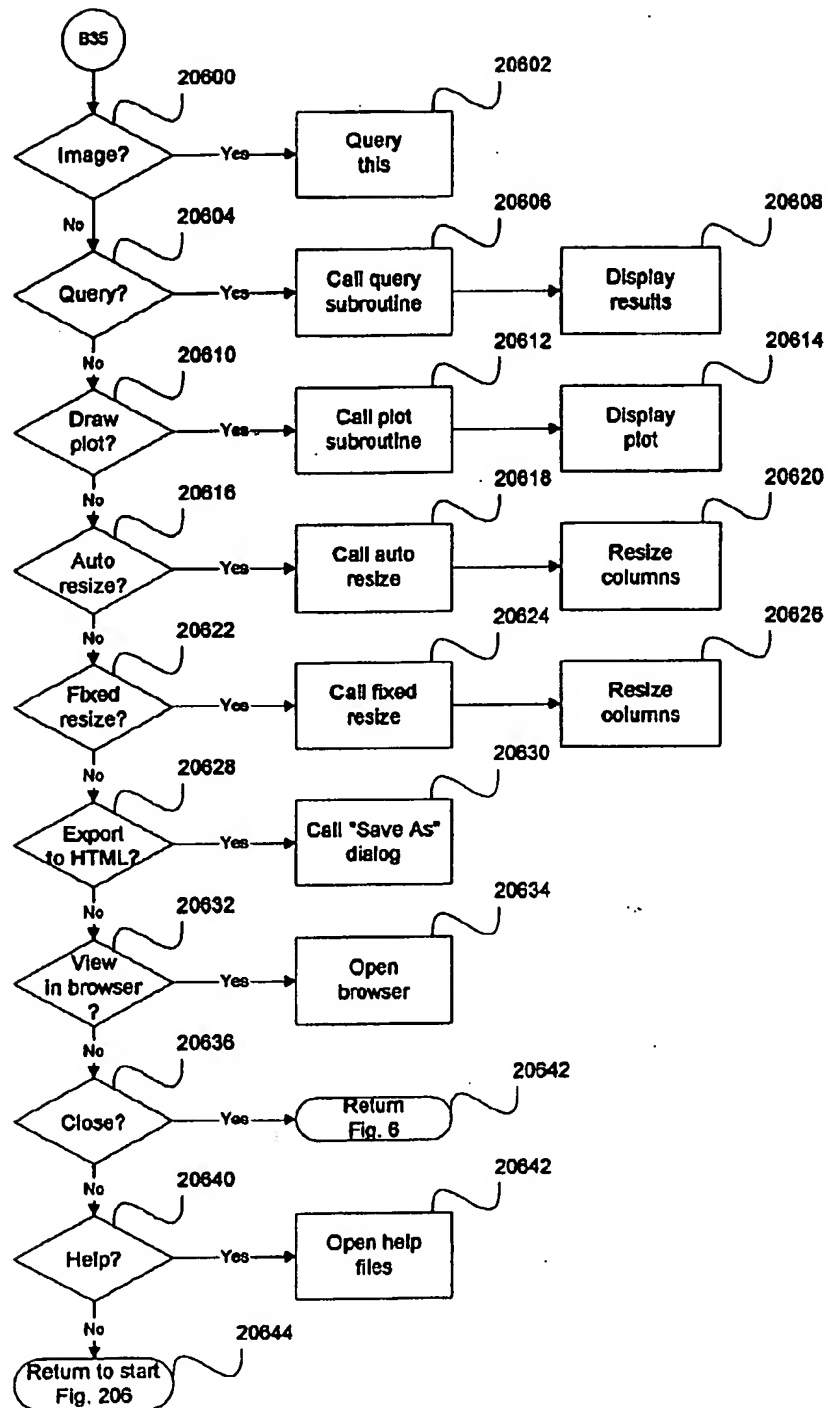 B35
20600
20602
Image?
Yes
Query
this
No
20604
20606
20608
Query?
Yes
Call query
subroutine
Display
results
No
20610
20612
20614
Draw
plot?
Yes
Call plot
subroutine
Display
plot
No
20616
20618
20620
Auto
resize?
Yes
Call auto
resize
Resize
columns
No
20622
20624
20626
Fixed
resize?
Yes
Call fixed
resize
Resize
columns
No
20628
20630
Export
to HTML?
Yes
Call "Save As"
dialog
No
20632
20634
View
in browser
?
Yes
Open
browser
No
20636
20642
Close?
Yes
Return
Fig. 6
No
20640
20642
Help?
Yes
Open help
files
No
20644
Return to start
Fig. 206